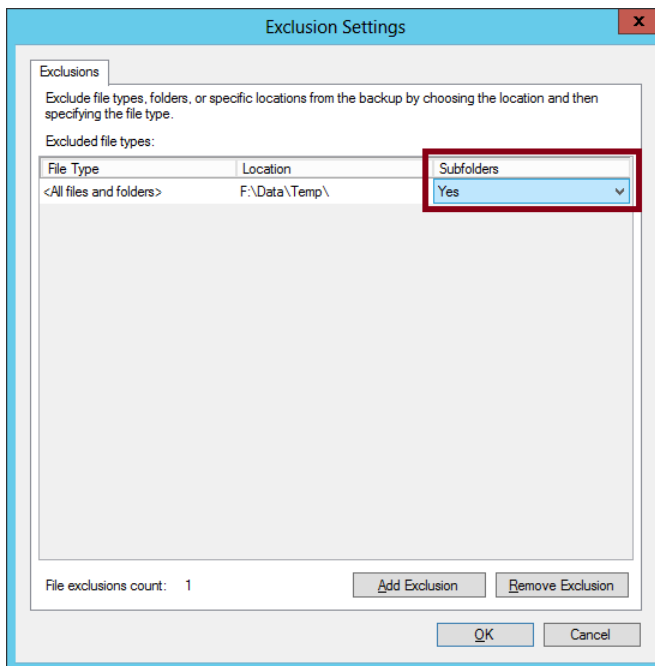 Exclusion Settings
x
Exclusions
Exclude file types, folders, or specific locations from the backup by choosing the location and then
specifying the file type.
Excluded file types:
File Type Location Subfolders
<All files and folders> F:\Data\Temp\ Yes
File exclusions count: 1 Add Exclusion Remove Exclusion
OK Cancel